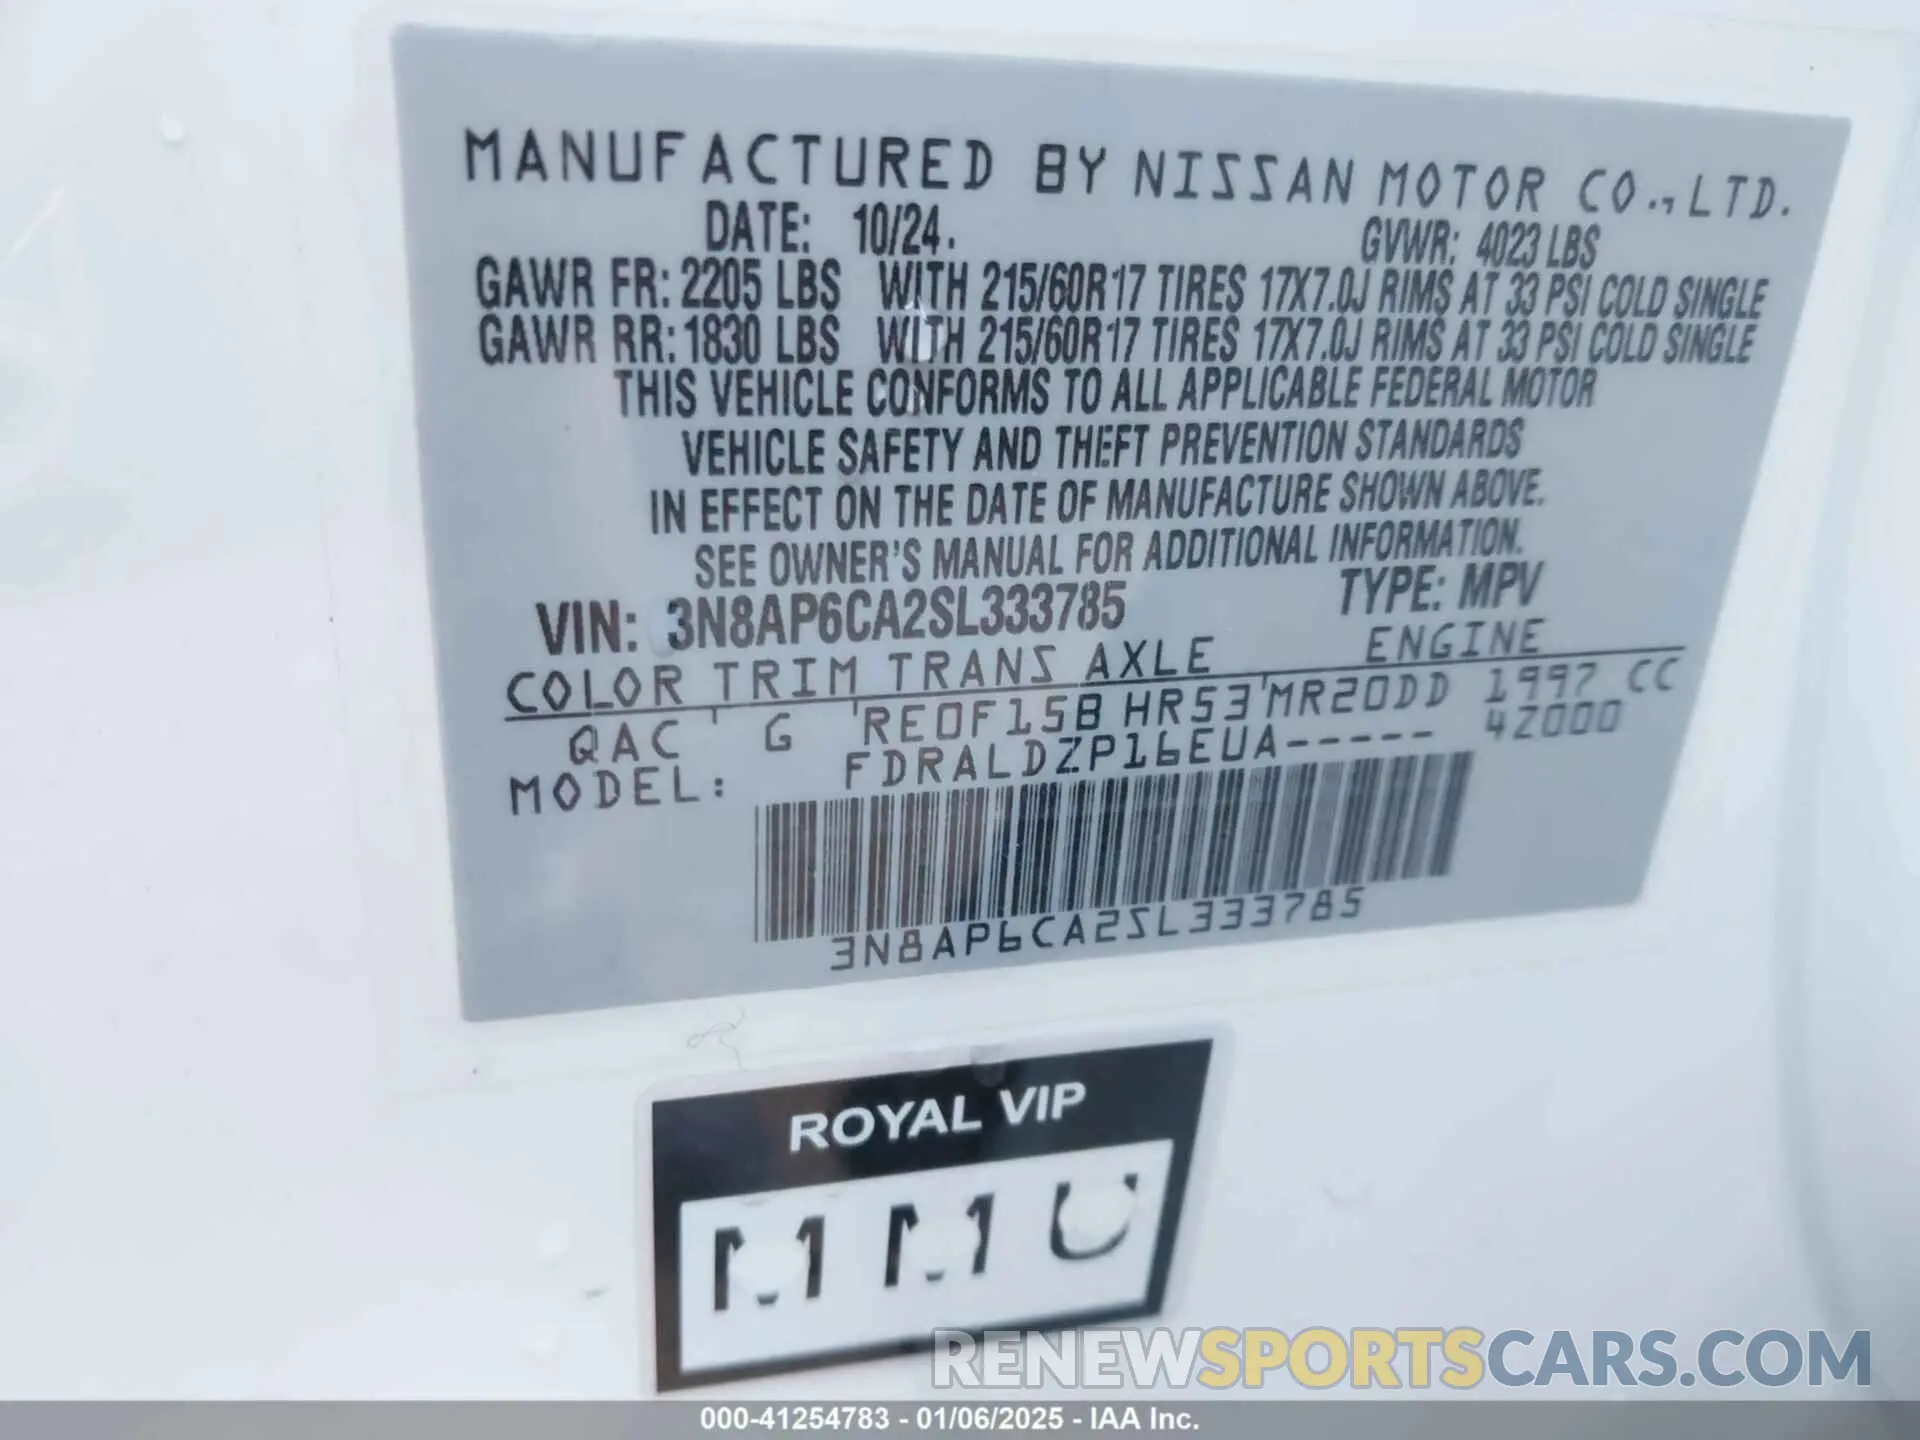 MANUFACTURED BY NISSAN MOTOR CO.,LTD.
DATE: 10/24. GVWR: 4023 LBS
GAWR FR: 2205 LBS WITH 215/60R17 TIRES 17X7.0J RIMS AT 33 PSI COLD SINGLE
GAWR RR: 1830 LBS WITH 215/60R17 TIRES 17X7.0J RIMS AT 33 PSI COLD SINGLE
THIS VEHICLE CONFORMS TO ALL APPLICABLE FEDERAL MOTOR
VEHICLE SAFETY AND THEFT PREVENTION STANDARDS
IN EFFECT ON THE DATE OF MANUFACTURE SHOWN ABOVE.
SEE OWNER'S MANUAL FOR ADDITIONAL INFORMATION.
VIN: 3N8AP6CA2SL333785 TYPE: MPV
COLOR TRIM TRANS AXLE ENGINE
QAC G RE0F15B HR53 MR20DD 1997 CC
MODEL: FDRALDZP16EUA----- 4Z000
3N8AP6CA2SL333785
ROYAL VIP
RENEWSPORTSCARS.COM
000-41254783 - 01/06/2025 - IAA Inc.